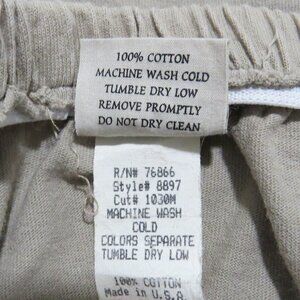 100% COTTON
MACHINE WASH COLD
TUMBLE DRY LOW
REMOVE PROMPTLY
DO NOT DRY CLEAN
R/N# 76866
Style# 8897
Cut# 1030M
MACHINE WASH
COLD
COLORS SEPARATE
TUMBLE DRY LOW
100% COTTON
Made in U.S.A